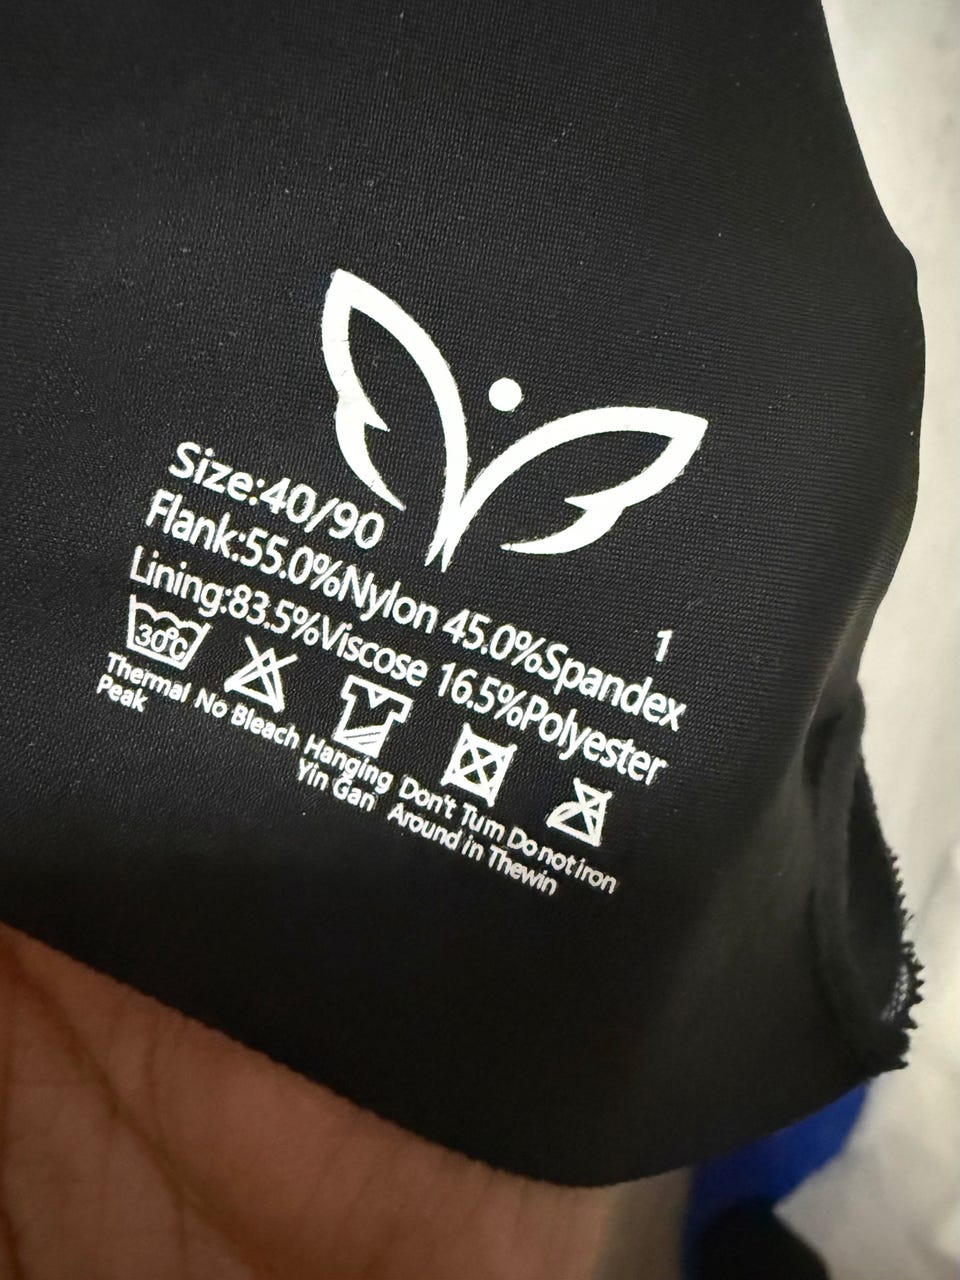 Size:40/90
Flank:55.0%Nylon 45.0%Spandex
1
Lining:83.5%Viscose 16.5%Polyester
30℃
Thermal
Peak
No Bleach
Hanging
Yin Gan
Don't Turn
Around in Thewin
Do not iron